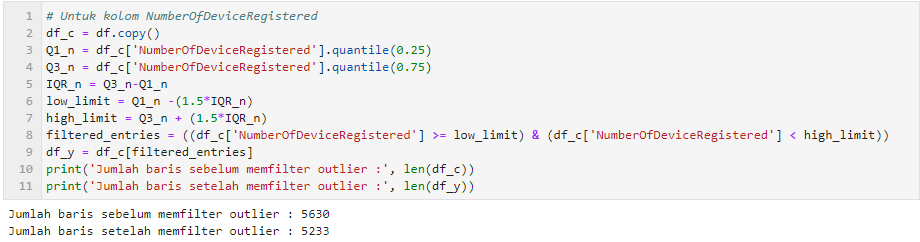 1 # Untuk kolom NumberOfDeviceRegistered
2 df_c = df.copy()
3 Q1_n = df_c['NumberOfDeviceRegistered'].quantile(0.25)
4 Q3_n = df_c['NumberOfDeviceRegistered'].quantile(0.75)
5 IQR_n = Q3_n-Q1_n
6 low_limit = Q1_n -(1.5*IQR_n)
7 high_limit = Q3_n + (1.5*IQR_n)
8 filtered_entries = ((df_c['NumberOfDeviceRegistered'] >= low_limit) & (df_c['NumberOfDeviceRegistered'] < high_limit))
9 df_y = df_c[filtered_entries]
10 print('Jumlah baris sebelum memfilter outlier :', len(df_c))
11 print('Jumlah baris setelah memfilter outlier :', len(df_y))
Jumlah baris sebelum memfilter outlier : 5630
Jumlah baris setelah memfilter outlier : 5233